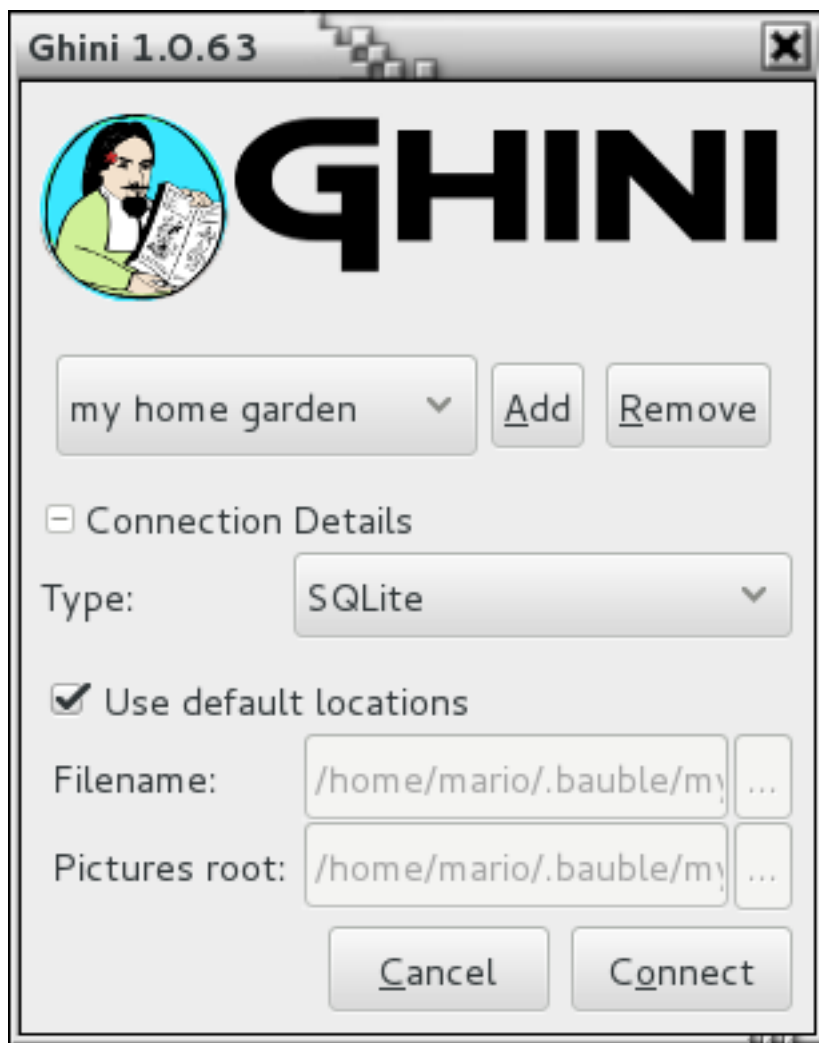 Ghini 1.0.63
GHINI
my home garden Add Remove
Connection Details
Type: SQLite
Use default locations
Filename: /home/mario/.bauble/my ...
Pictures root: /home/mario/.bauble/my ...
Cancel Connect